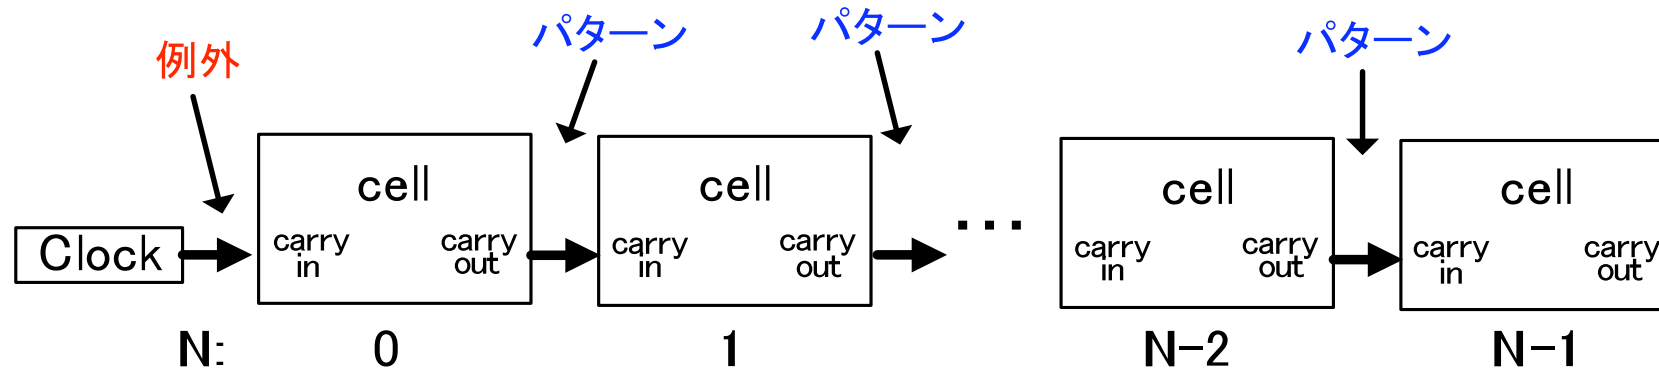 例外
パターン
パターン
パターン
Clock
cell
carry
in
carry
out
cell
carry
in
carry
out
...
cell
carry
in
carry
out
cell
carry
in
carry
out
N: 0 1 N-2 N-1